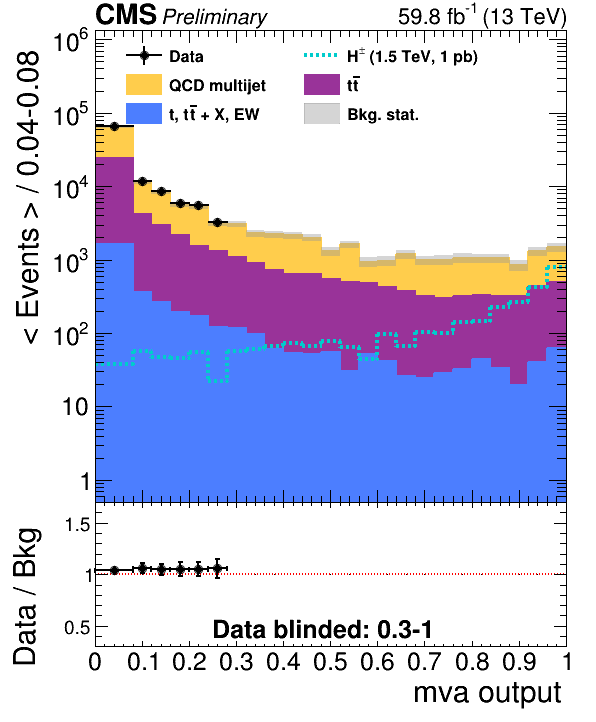 CMS Preliminary 59.8 fb⁻¹ (13 TeV)
Data H± (1.5 TeV, 1 pb)
QCD multijet tt̄
t, tt̄ + X, EW Bkg. stat.
< Events > / 0.04-0.08
10⁶
10⁵
10⁴
10³
10²
10
1
Data / Bkg
1.5
1
0.5
Data blinded: 0.3-1
0 0.1 0.2 0.3 0.4 0.5 0.6 0.7 0.8 0.9 1
mva output